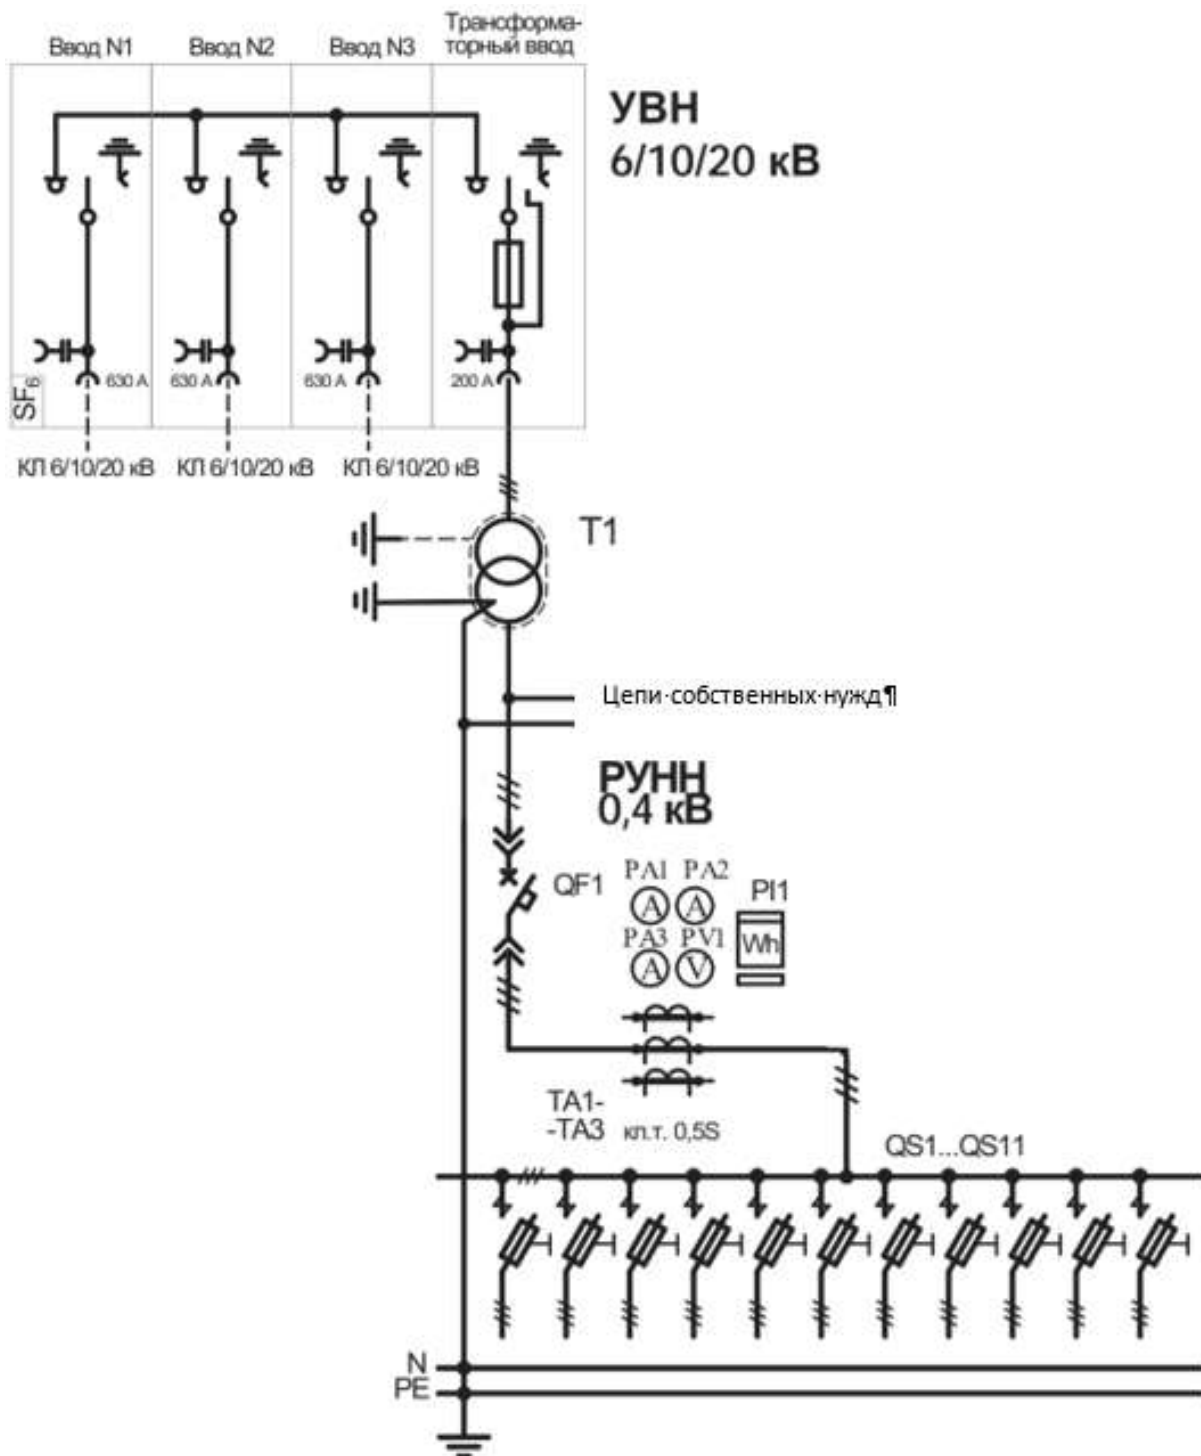 Ввод N1
Ввод N2
Ввод N3
Трансформа-
торный ввод
УВН
6/10/20 кВ
SF6
630 А
630 А
630 А
200 А
КЛ 6/10/20 кВ
КЛ 6/10/20 кВ
КЛ 6/10/20 кВ
Т1
Цепи·собственных·нужд¶
РУНН
0,4 кВ
QF1
PA1
PA2
PI1
A
A
Wh
PA3
PV1
A
V
TA1-
-TA3
кл.т. 0,5S
QS1...QS11
N
PE